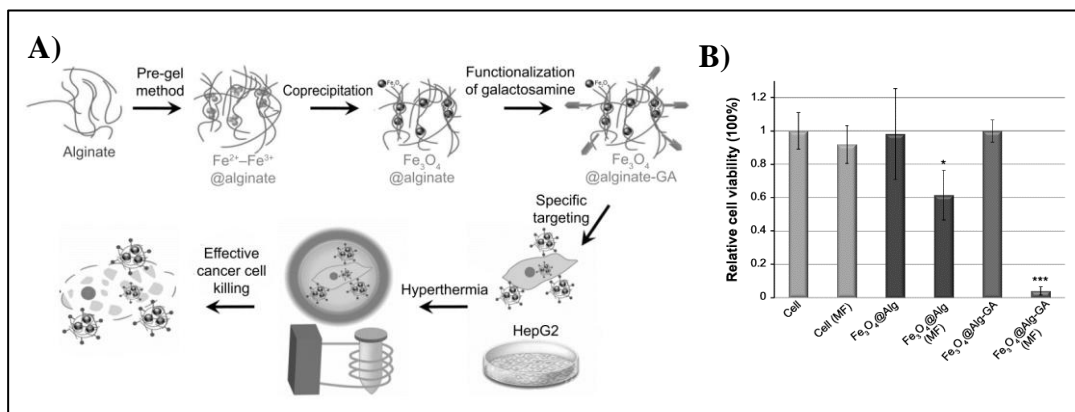 A)
Pre-gel
method
Coprecipitation
Functionalization
of galactosamine
Fe₃O₄
Fe₃O₄
Alginate
Fe²⁺–Fe³⁺
@alginate
Fe₃O₄
@alginate
Fe₃O₄
@alginate-GA
Specific
targeting
Effective
cancer cell
killing
Hyperthermia
HepG2
B)
Relative cell viability (100%)
1.2
1
0.8
0.6
0.4
0.2
0
*
***
Cell
Cell (MF)
Fe₃O₄@Alg
Fe₃O₄@Alg
(MF)
Fe₃O₄@Alg-GA
Fe₃O₄@Alg-GA
(MF)